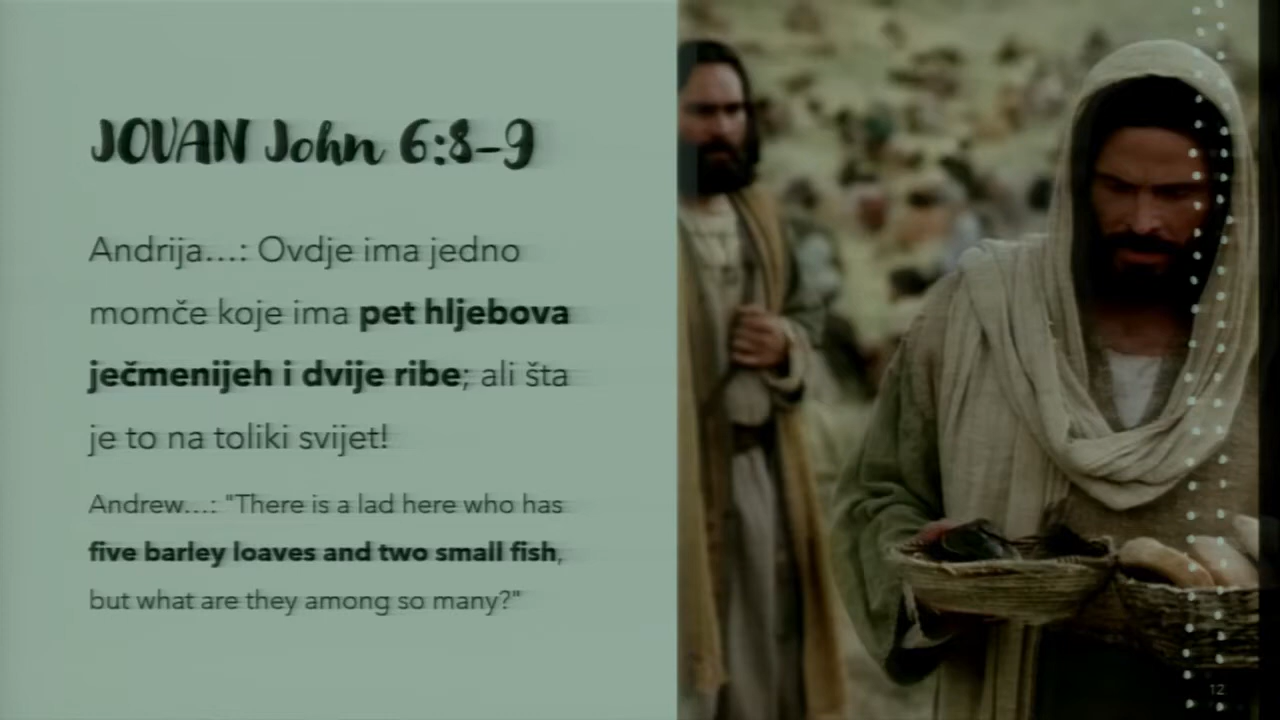 JOVAN John 6:8-9
Andrija...: Ovdje ima jedno
momče koje ima pet hljebova
ječmenijeh i dvije ribe; ali šta
je to na toliki svijet!
Andrew...: "There is a lad here who has
five barley loaves and two small fish,
but what are they among so many?"
12